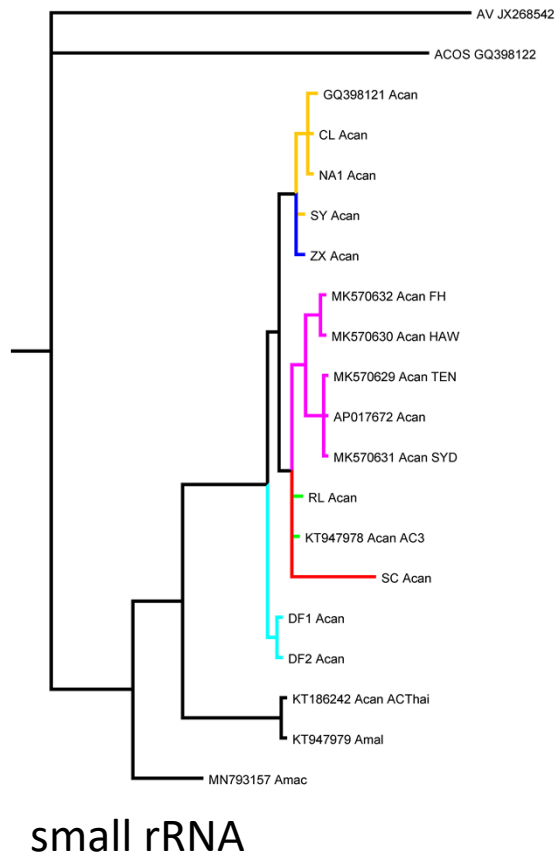 AV JX268542
ACOS GQ398122
GQ398121 Acan
CL Acan
NA1 Acan
SY Acan
ZX Acan
MK570632 Acan FH
MK570630 Acan HAW
MK570629 Acan TEN
AP017672 Acan
MK570631 Acan SYD
RL Acan
KT947978 Acan AC3
SC Acan
DF1 Acan
DF2 Acan
KT186242 Acan ACThai
KT947979 Amal
MN793157 Amac
small rRNA